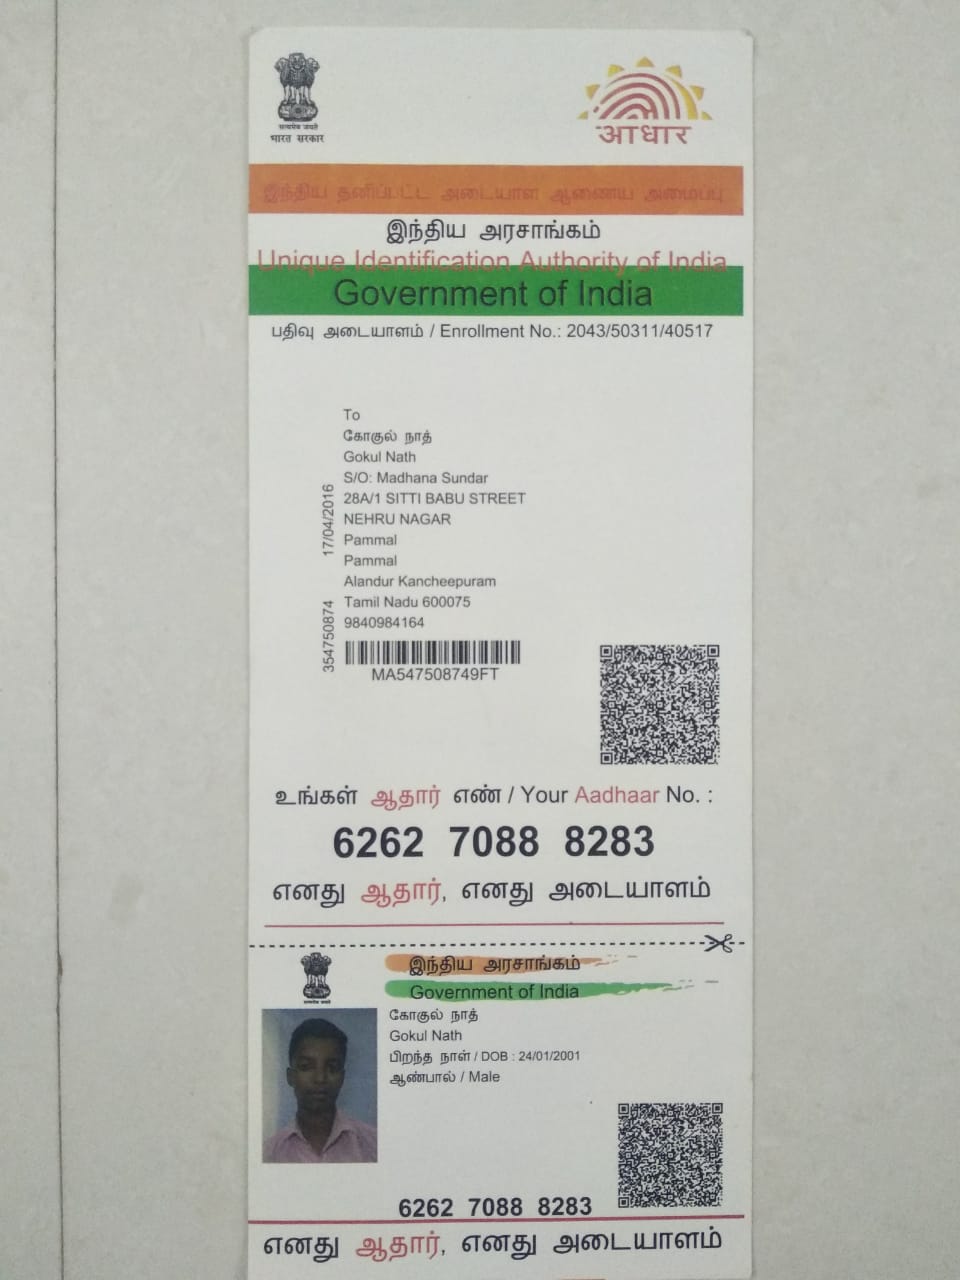 सत्यमेव जयते
भारत सरकार
आधार
இந்திய தனிப்பட்ட அடையாள ஆணைய அமைப்பு
இந்திய அரசாங்கம்
Unique Identification Authority of India
Government of India
பதிவு அடையாளம் / Enrollment No.: 2043/50311/40517
To
கோகுல் நாத்
Gokul Nath
S/O: Madhana Sundar
28A/1 SITTI BABU STREET
NEHRU NAGAR
Pammal
Pammal
Alandur Kancheepuram
Tamil Nadu 600075
9840984164
17/04/2016
354750874
MA547508749FT
உங்கள் ஆதார் எண் / Your Aadhaar No. :
6262 7088 8283
எனது ஆதார், எனது அடையாளம்
இந்திய அரசாங்கம்
Government of India
கோகுல் நாத்
Gokul Nath
பிறந்த நாள் / DOB : 24/01/2001
ஆண்பால் / Male
6262 7088 8283
எனது ஆதார், எனது அடையாளம்